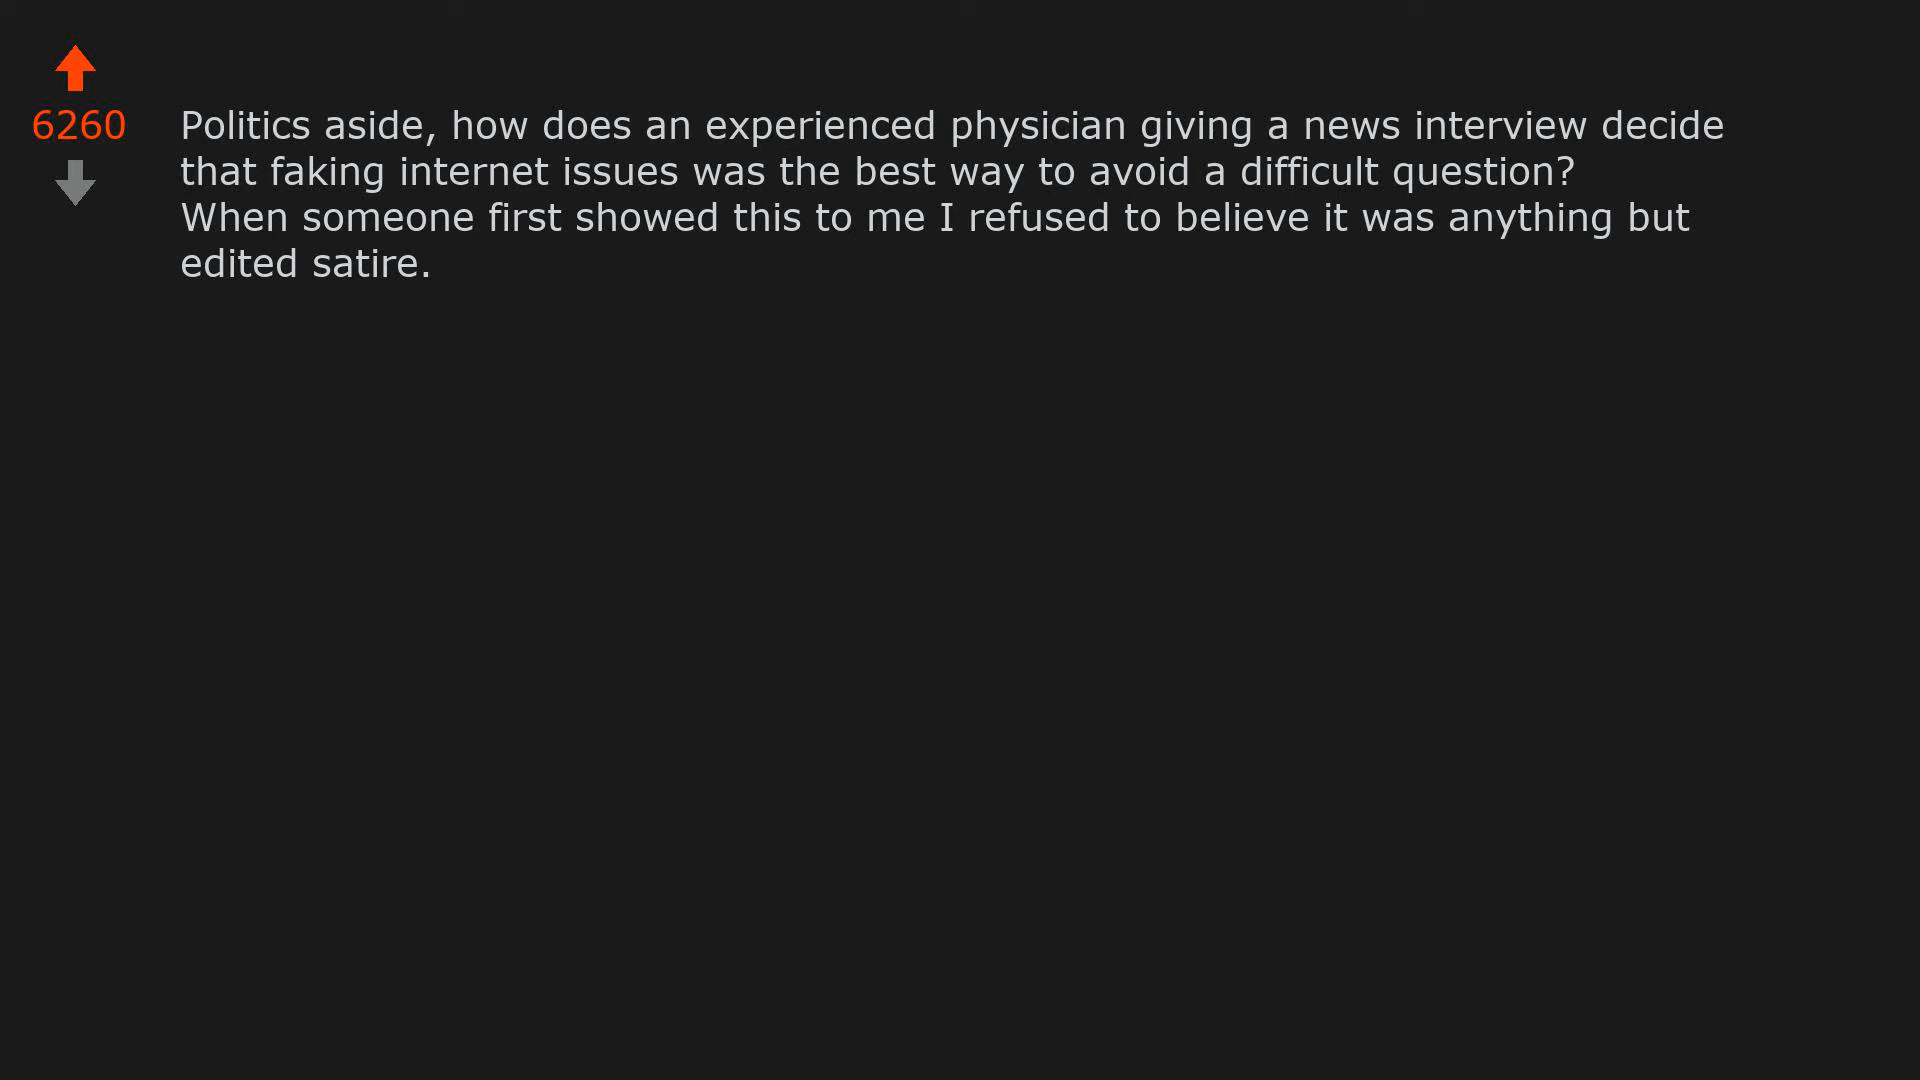 6260
Politics aside, how does an experienced physician giving a news interview decide
that faking internet issues was the best way to avoid a difficult question?
When someone first showed this to me I refused to believe it was anything but
edited satire.